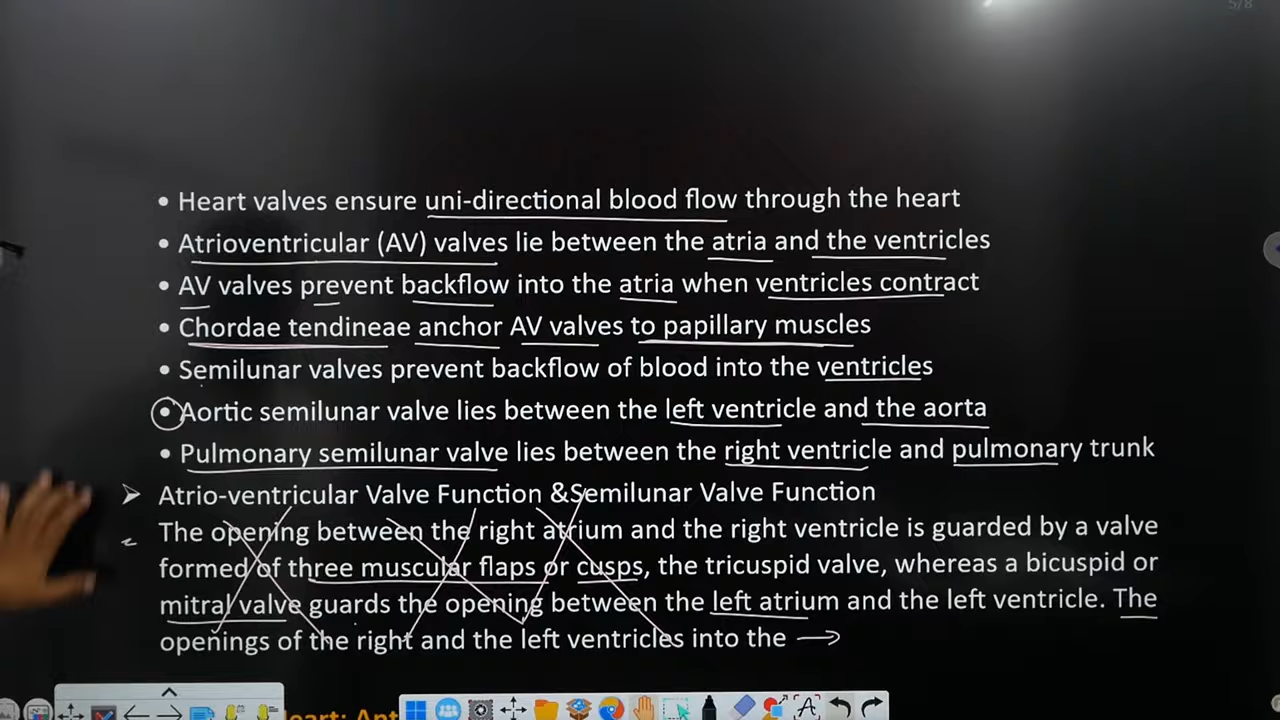 5/8
• Heart valves ensure uni-directional blood flow through the heart
• Atrioventricular (AV) valves lie between the atria and the ventricles
• AV valves prevent backflow into the atria when ventricles contract
• Chordae tendineae anchor AV valves to papillary muscles
• Semilunar valves prevent backflow of blood into the ventricles
• Aortic semilunar valve lies between the left ventricle and the aorta
• Pulmonary semilunar valve lies between the right ventricle and pulmonary trunk
➤ Atrio-ventricular Valve Function &Semilunar Valve Function
The opening between the right atrium and the right ventricle is guarded by a valve
formed of three muscular flaps or cusps, the tricuspid valve, whereas a bicuspid or
mitral valve guards the opening between the left atrium and the left ventricle. The
openings of the right and the left ventricles into the →